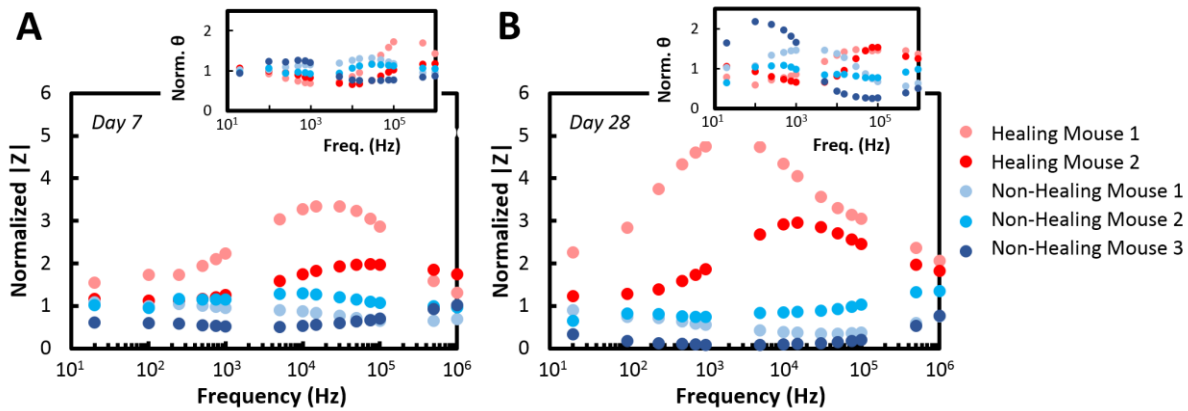 A
B
Norm. θ
2
1
0
10¹
10³
10⁵
Freq. (Hz)
Norm. θ
2
1
0
10¹
10³
10⁵
Freq. (Hz)
Day 7
Normalized |Z|
6
5
4
3
2
1
0
10¹
10²
10³
10⁴
10⁵
10⁶
Frequency (Hz)
Day 28
Normalized |Z|
6
5
4
3
2
1
0
10¹
10²
10³
10⁴
10⁵
10⁶
Frequency (Hz)
Healing Mouse 1
Healing Mouse 2
Non-Healing Mouse 1
Non-Healing Mouse 2
Non-Healing Mouse 3